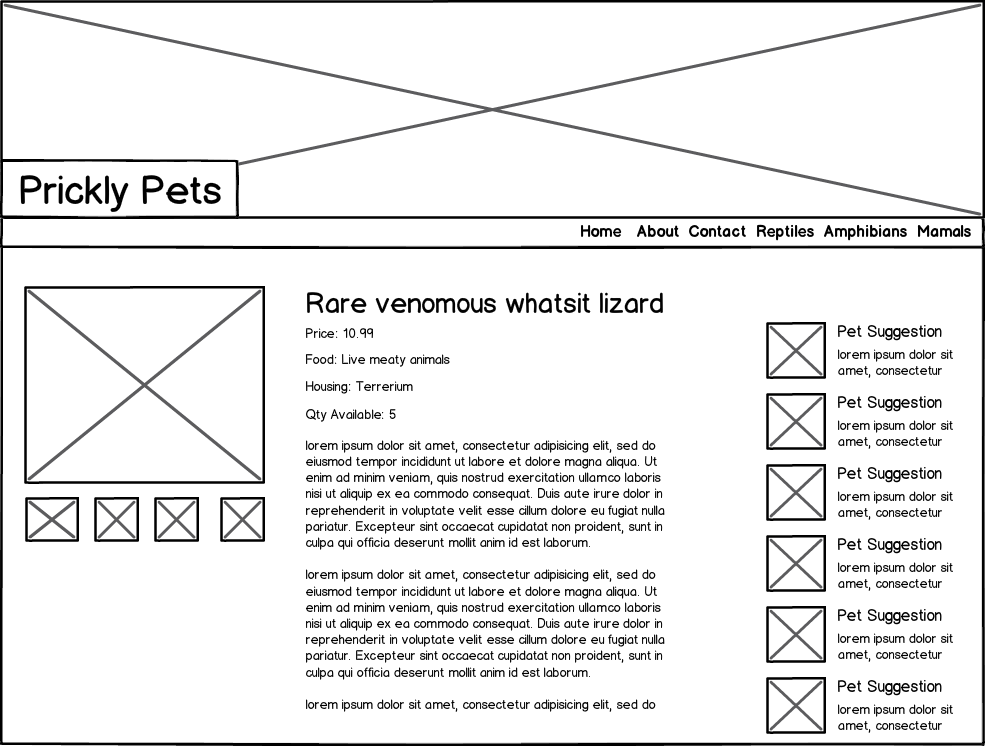 Prickly Pets
Home About Contact Reptiles Amphibians Mamals
Rare venomous whatsit lizard
Price: 10.99
Food: Live meaty animals
Housing: Terrerium
Qty Available: 5
lorem ipsum dolor sit amet, consectetur adipisicing elit, sed do
eiusmod tempor incididunt ut labore et dolore magna aliqua. Ut
enim ad minim veniam, quis nostrud exercitation ullamco laboris
nisi ut aliquip ex ea commodo consequat. Duis aute irure dolor in
reprehenderit in voluptate velit esse cillum dolore eu fugiat nulla
pariatur. Excepteur sint occaecat cupidatat non proident, sunt in
culpa qui officia deserunt mollit anim id est laborum.
lorem ipsum dolor sit amet, consectetur adipisicing elit, sed do
eiusmod tempor incididunt ut labore et dolore magna aliqua. Ut
enim ad minim veniam, quis nostrud exercitation ullamco laboris
nisi ut aliquip ex ea commodo consequat. Duis aute irure dolor in
reprehenderit in voluptate velit esse cillum dolore eu fugiat nulla
pariatur. Excepteur sint occaecat cupidatat non proident, sunt in
culpa qui officia deserunt mollit anim id est laborum.
lorem ipsum dolor sit amet, consectetur adipisicing elit, sed do
Pet Suggestion
lorem ipsum dolor sit
amet, consectetur
Pet Suggestion
lorem ipsum dolor sit
amet, consectetur
Pet Suggestion
lorem ipsum dolor sit
amet, consectetur
Pet Suggestion
lorem ipsum dolor sit
amet, consectetur
Pet Suggestion
lorem ipsum dolor sit
amet, consectetur
Pet Suggestion
lorem ipsum dolor sit
amet, consectetur